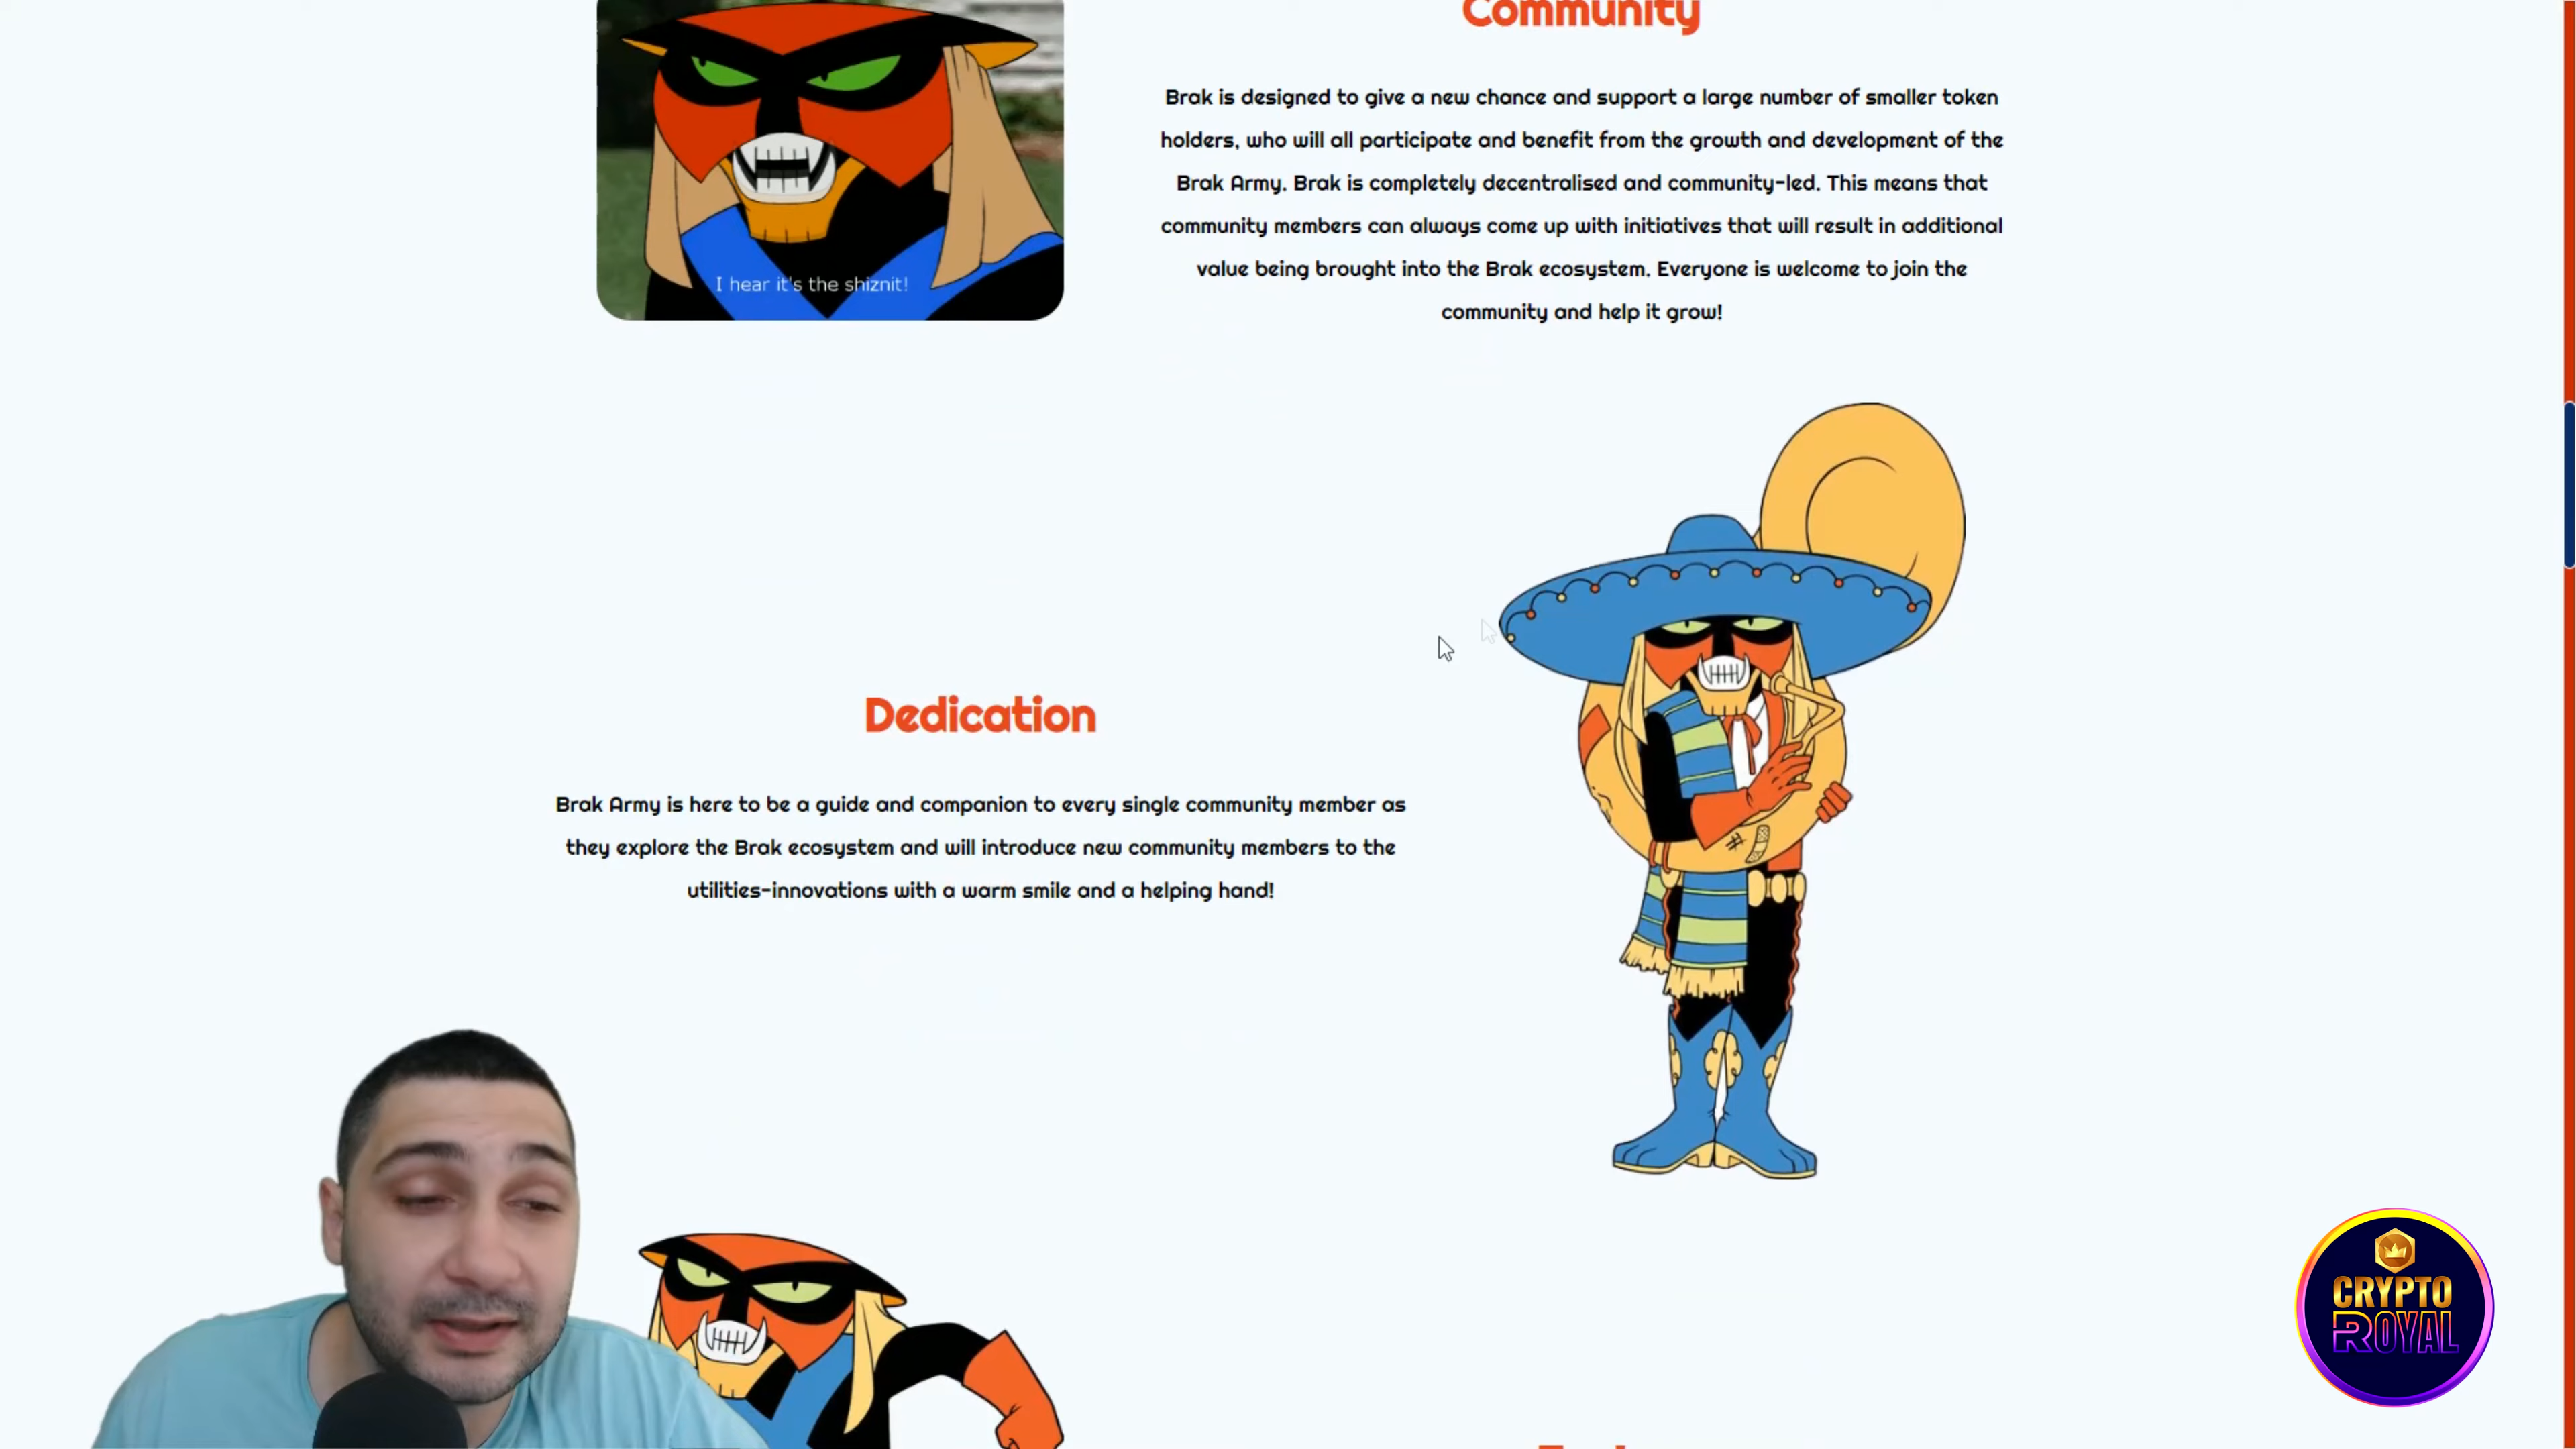 Community
Brak is designed to give a new chance and support a large number of smaller token
holders, who will all participate and benefit from the growth and development of the
Brak Army. Brak is completely decentralised and community-led. This means that
community members can always come up with initiatives that will result in additional
value being brought into the Brak ecosystem. Everyone is welcome to join the
community and help it grow!
I hear it's the shiznit!
Dedication
Brak Army is here to be a guide and companion to every single community member as
they explore the Brak ecosystem and will introduce new community members to the
utilities-innovations with a warm smile and a helping hand!
CRYPTO
ROYAL